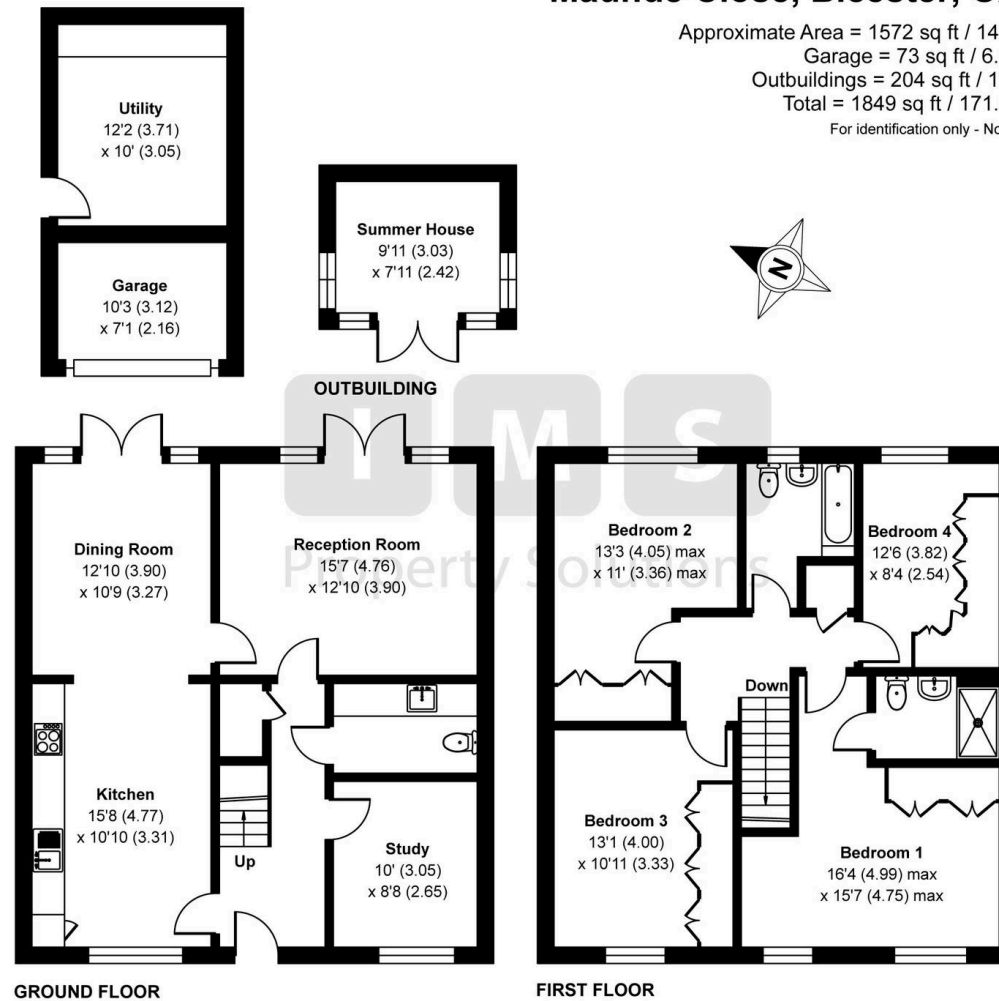 Approximate Area = 1572 sq ft / 14
Garage = 73 sq ft / 6.
Outbuildings = 204 sq ft / 1
Total = 1849 sq ft / 171.
For identification only - No
Utility
12'2 (3.71)
x 10' (3.05)
Garage
10'3 (3.12)
x 7'1 (2.16)
Summer House
9'11 (3.03)
x 7'11 (2.42)
N
OUTBUILDING
IMS
Property Solutions
Dining Room
12'10 (3.90)
x 10'9 (3.27)
Reception Room
15'7 (4.76)
x 12'10 (3.90)
Kitchen
15'8 (4.77)
x 10'10 (3.31)
Up
Study
10' (3.05)
x 8'8 (2.65)
GROUND FLOOR
Bedroom 2
13'3 (4.05) max
x 11' (3.36) max
Bedroom 4
12'6 (3.82)
x 8'4 (2.54)
Down
Bedroom 3
13'1 (4.00)
x 10'11 (3.33)
Bedroom 1
16'4 (4.99) max
x 15'7 (4.75) max
FIRST FLOOR